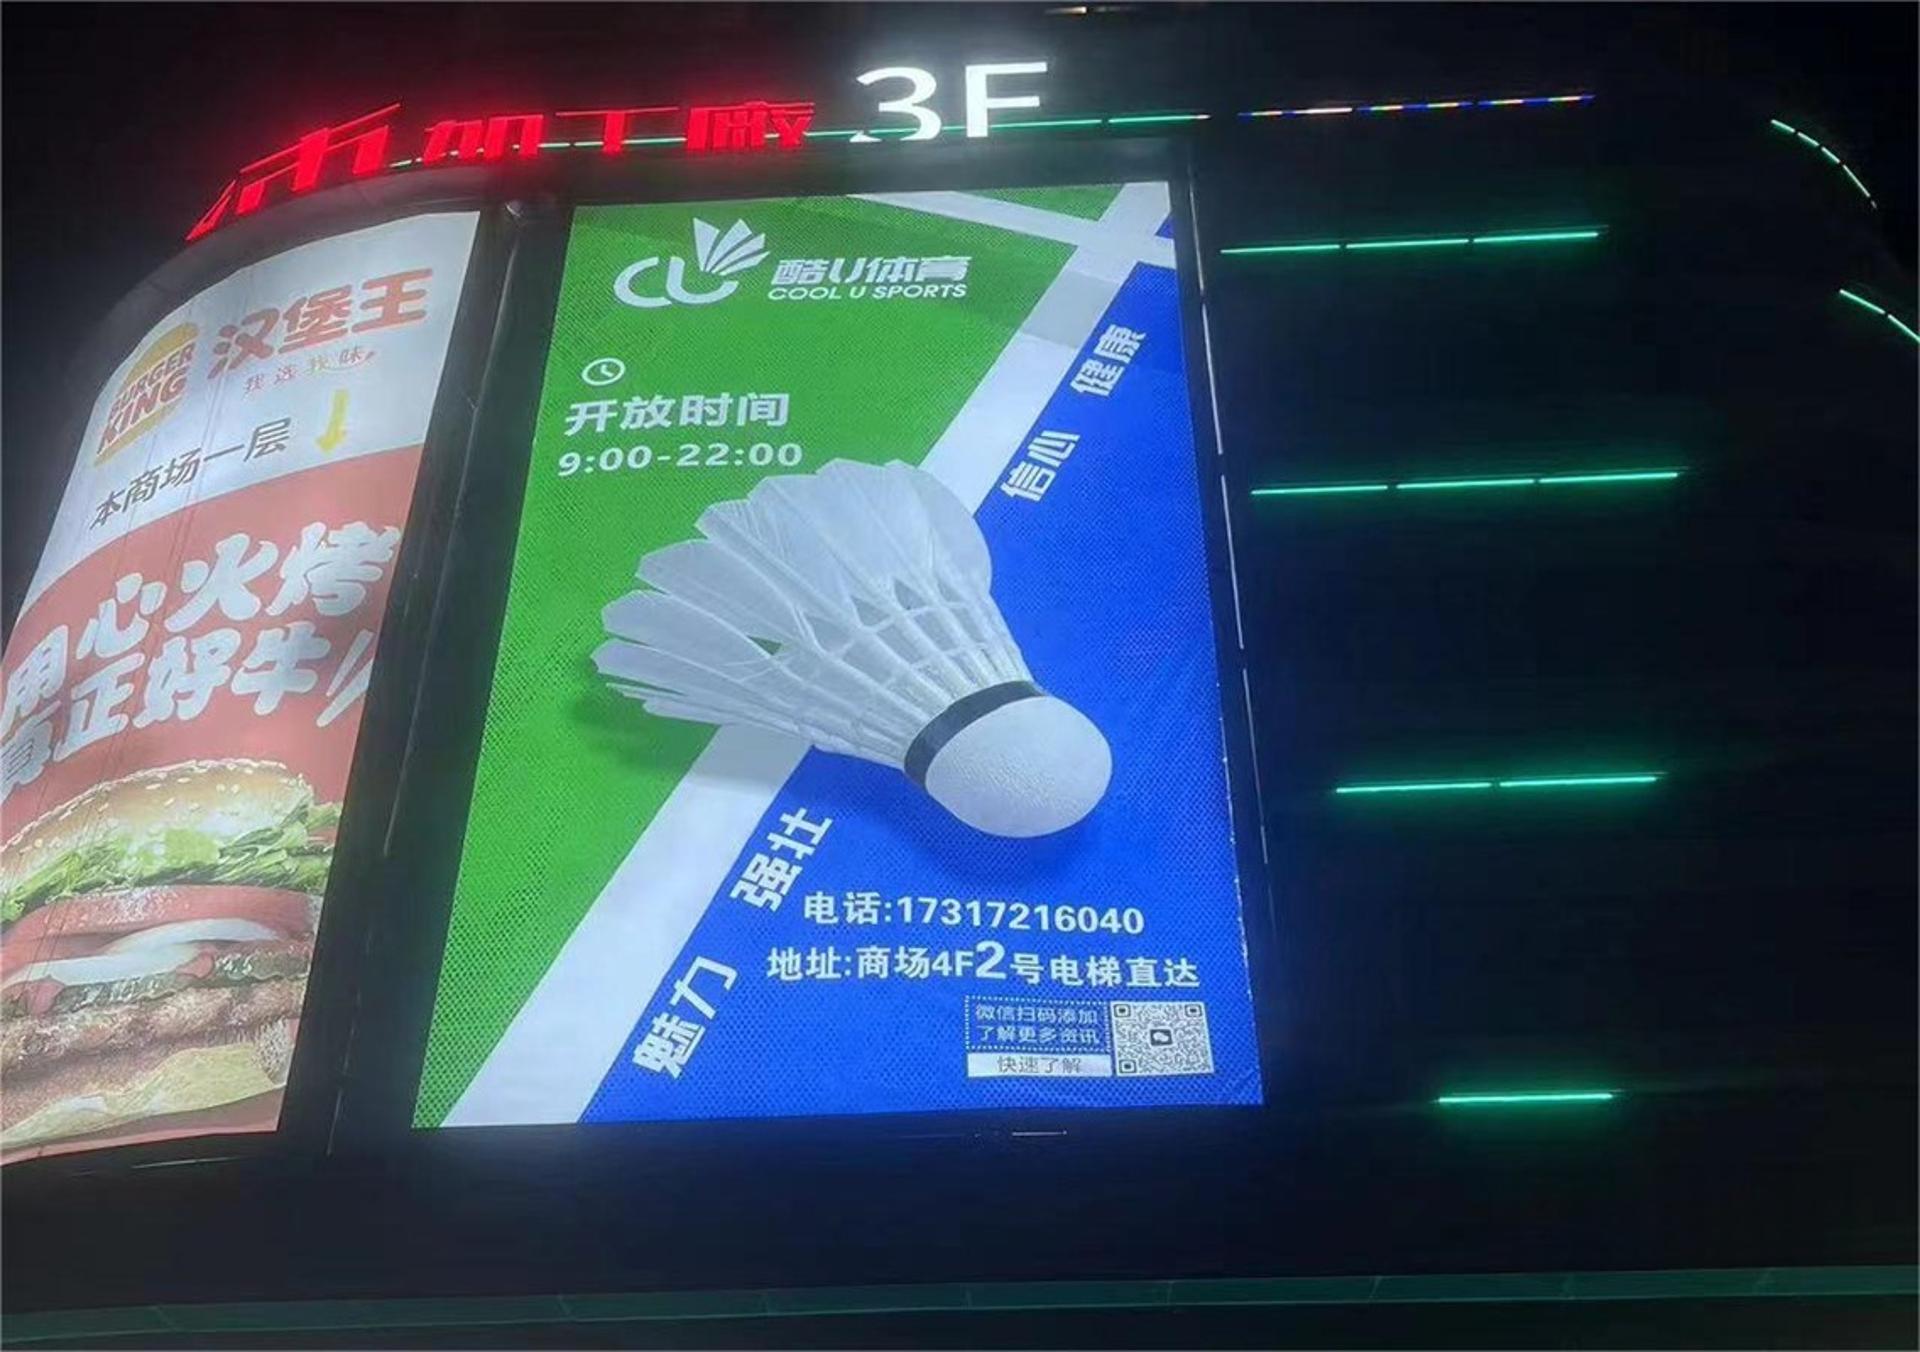 加工廠 3F
BURGER
KING
汉堡王
我选我味
本商场一层
用心火烤
真正好牛
CU
酷U体育
COOL U SPORTS
开放时间
9:00-22:00
健康
信心
强壮
魅力
电话:17317216040
地址:商场4F2号电梯直达
微信扫码添加
了解更多资讯
快速了解